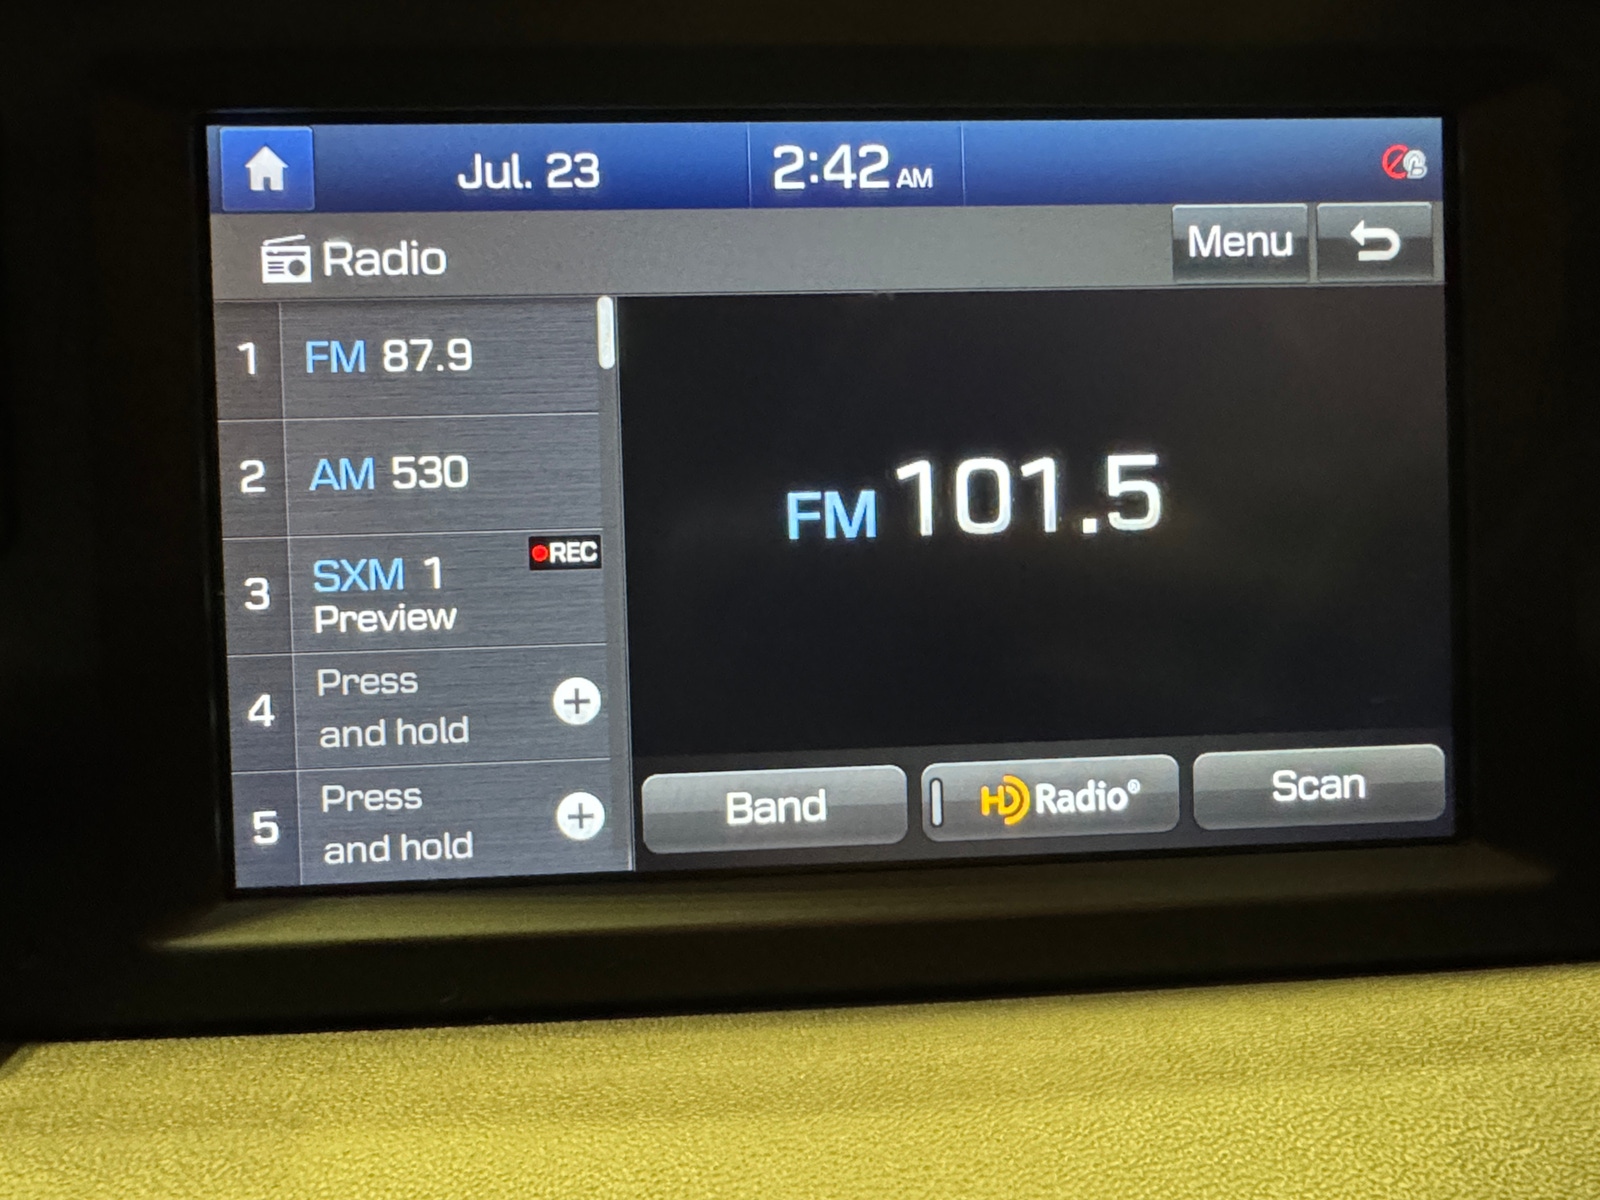 Jul. 23
2:42 AM
Radio
Menu
1 FM 87.9
2 AM 530
3 SXM 1
REC
Preview
4 Press
and hold
5 Press
and hold
FM 101.5
Band
HD Radio®
Scan